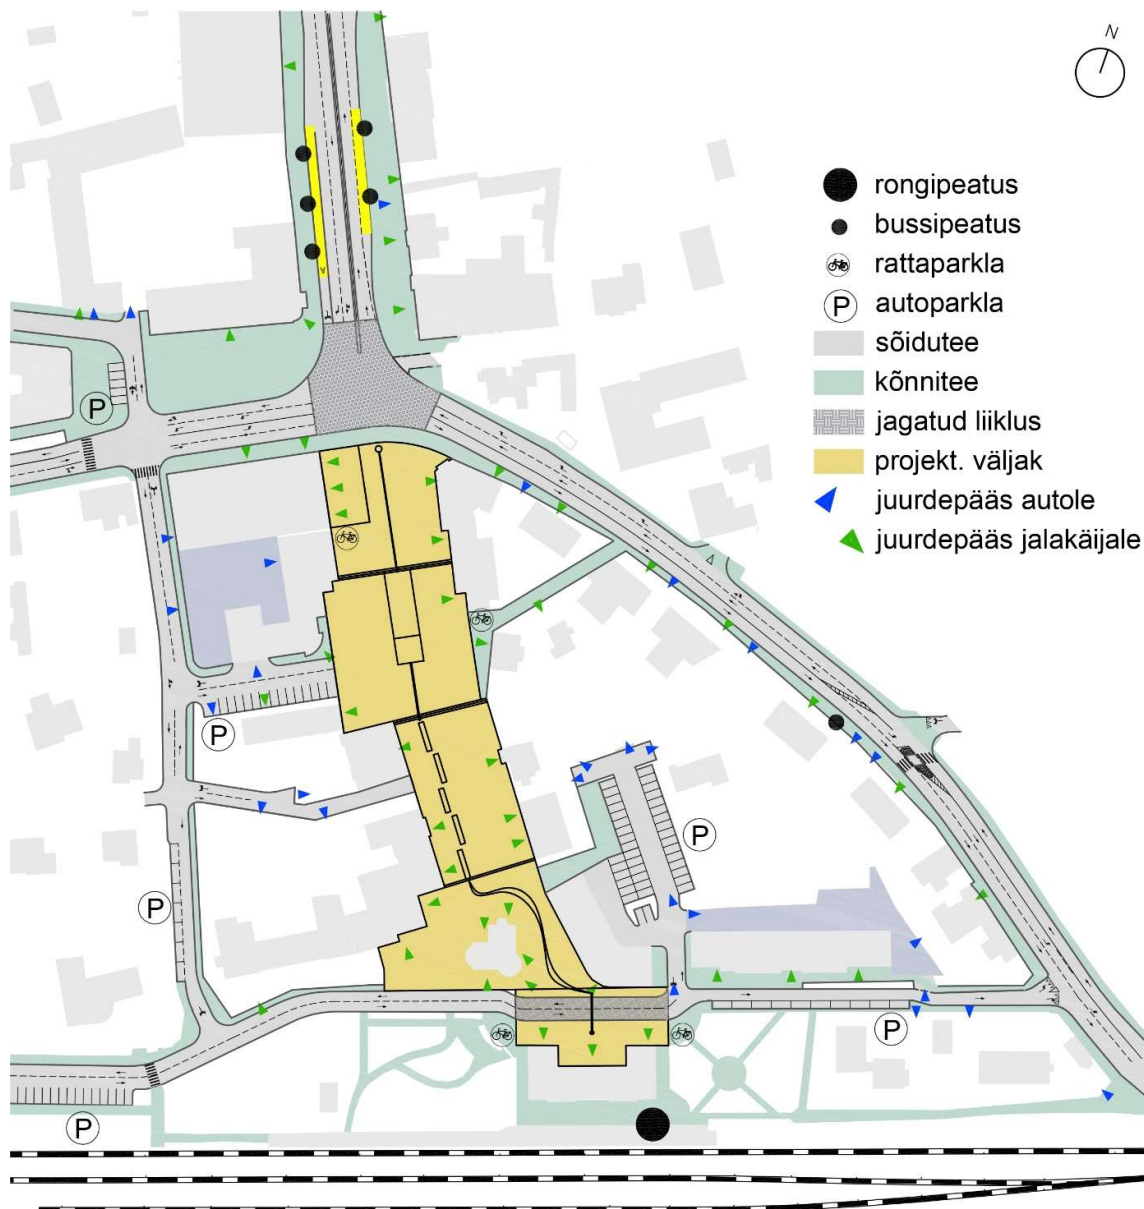 N
rongipeatus
bussipeatus
rattaparkla
P autoparkla
sõidutee
kõnnitee
jagatud liiklus
projekt. väljak
juurdepääs autole
juurdepääs jalakäijale
P
P
P
P
P
P